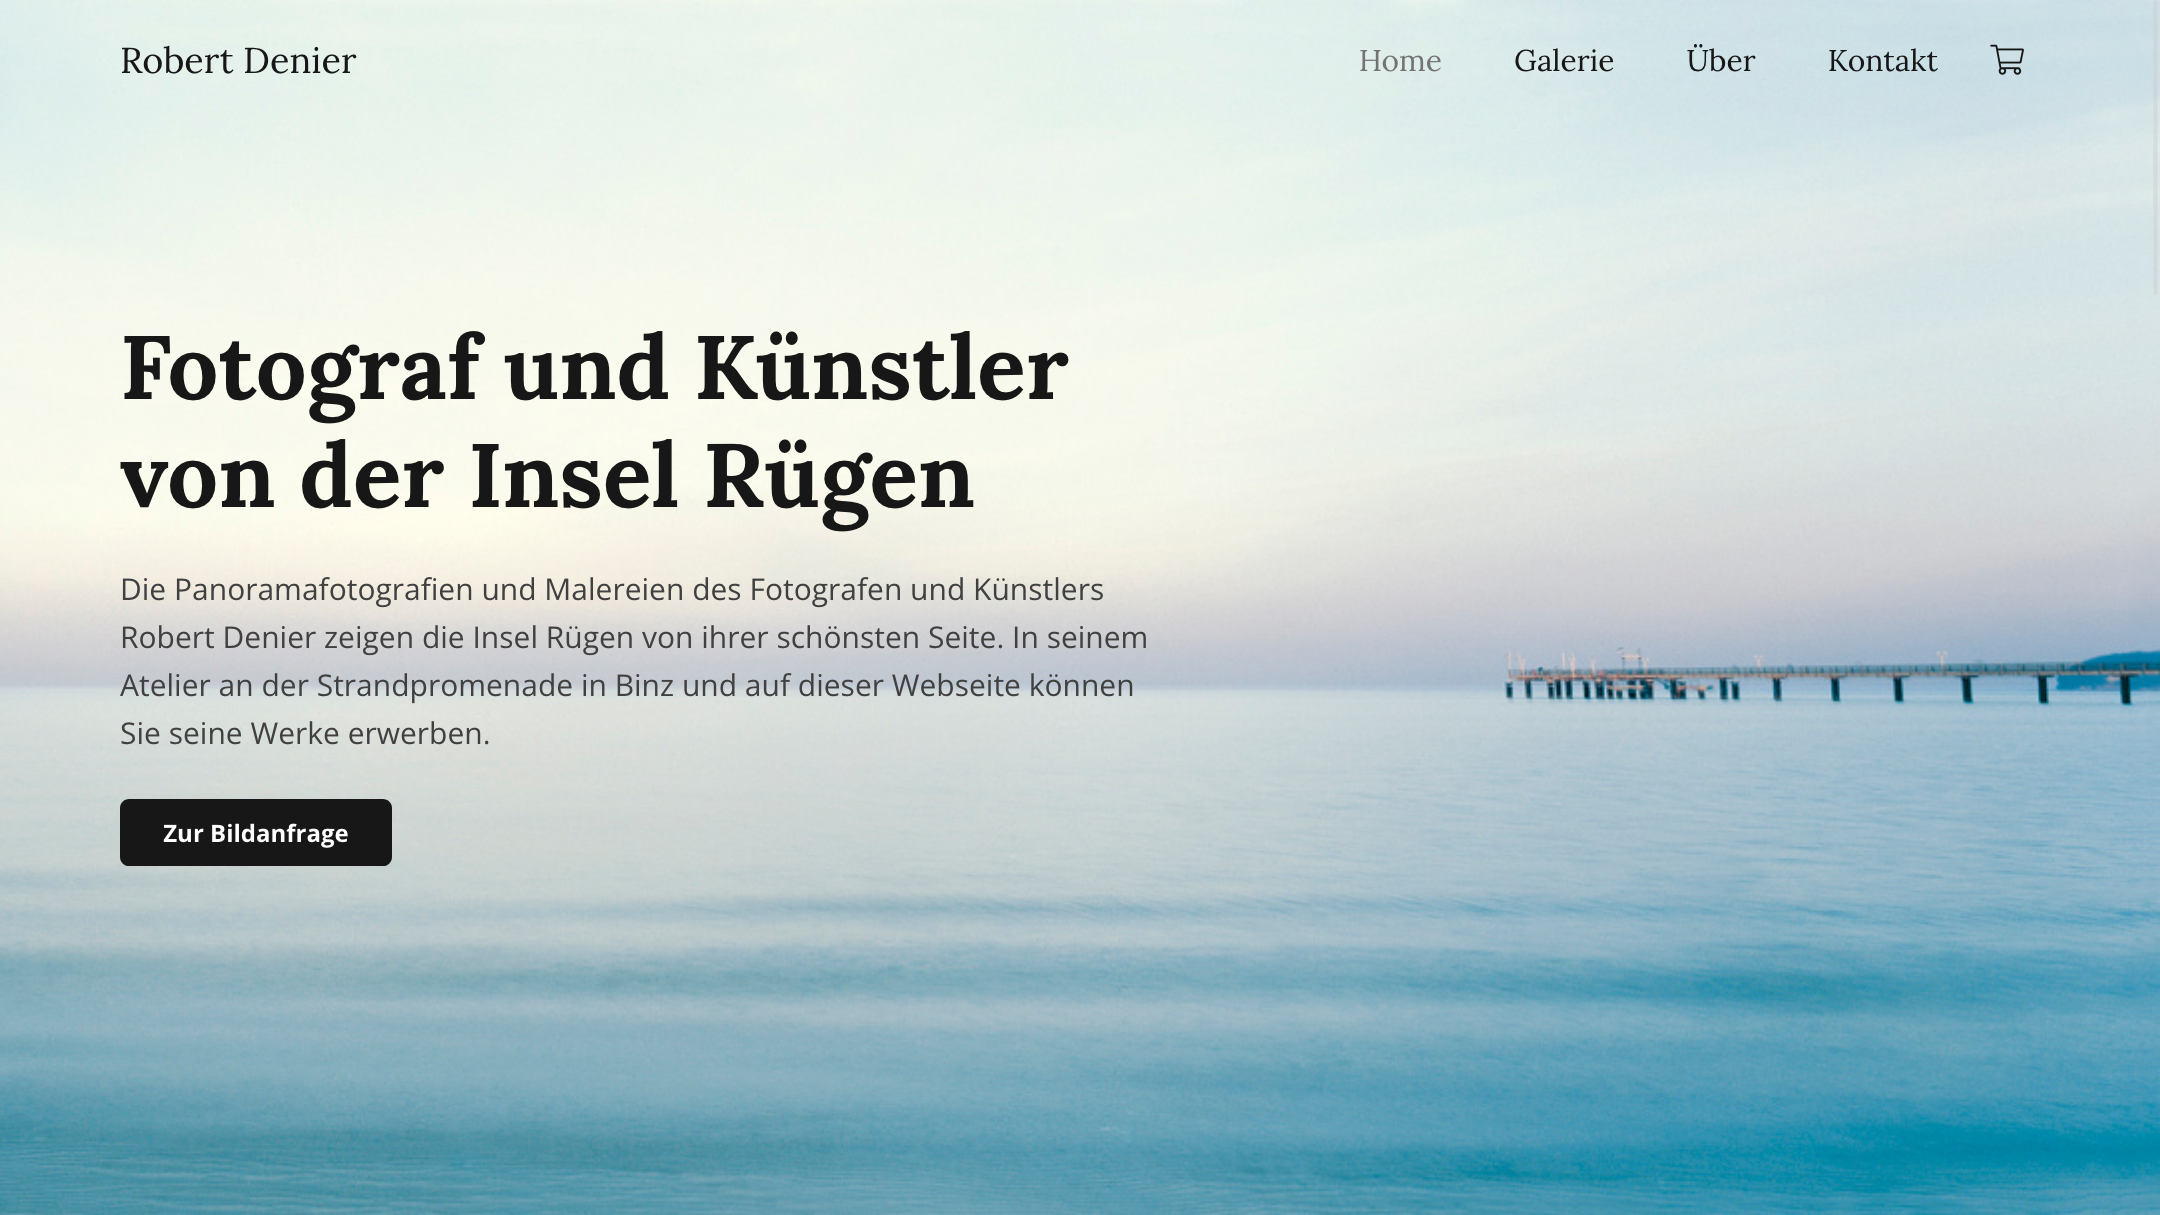 Robert Denier
Home Galerie Über Kontakt
Fotograf und Künstler
von der Insel Rügen
Die Panoramafotografien und Malereien des Fotografen und Künstlers
Robert Denier zeigen die Insel Rügen von ihrer schönsten Seite. In seinem
Atelier an der Strandpromenade in Binz und auf dieser Webseite können
Sie seine Werke erwerben.
Zur Bildanfrage